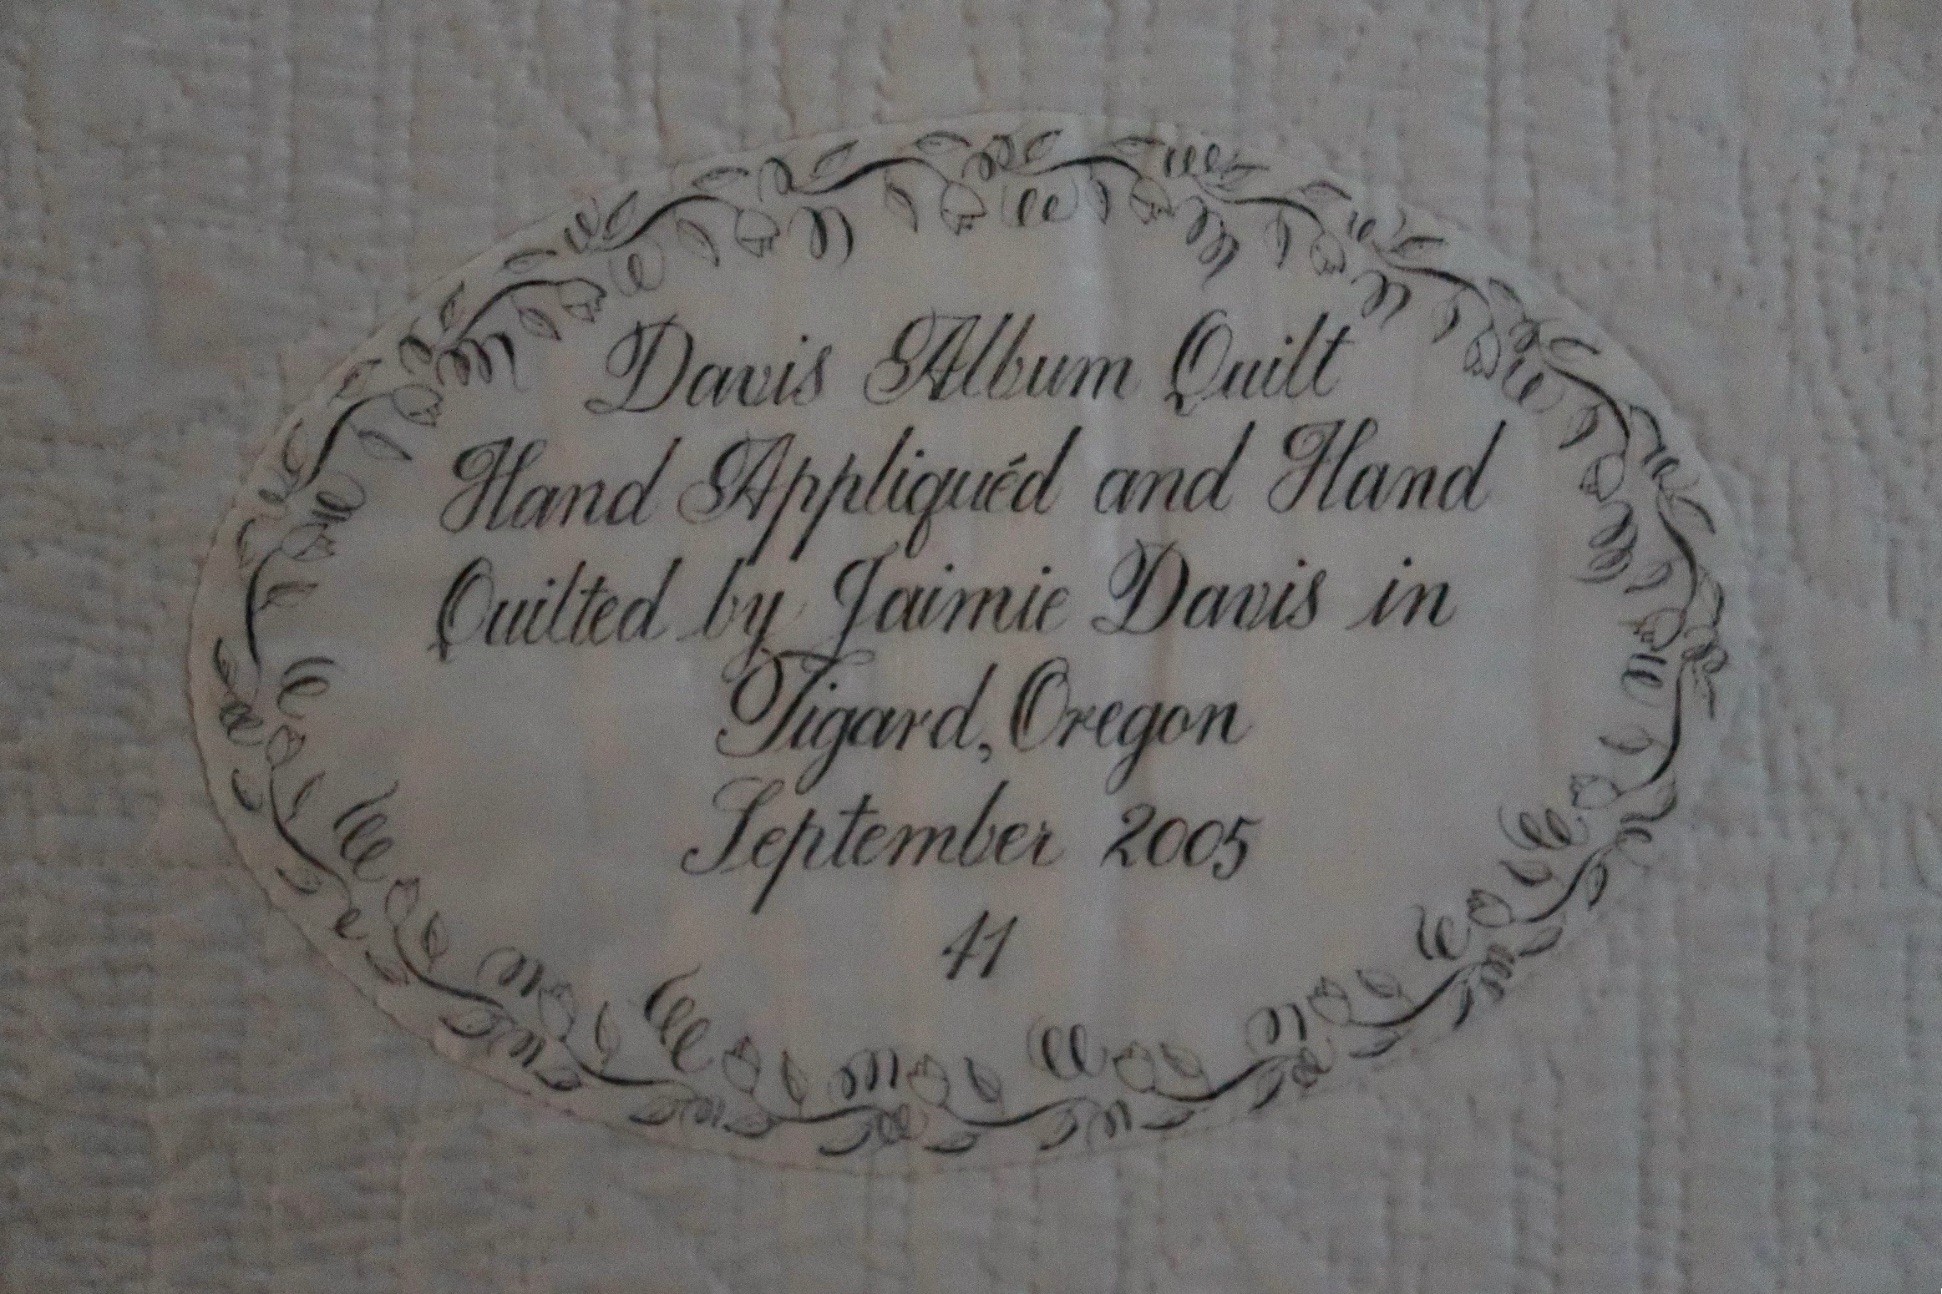 Davis Album Quilt
Hand Appliquéd and Hand
Quilted by Jaimie Davis in
Tigard, Oregon
September 2005
41